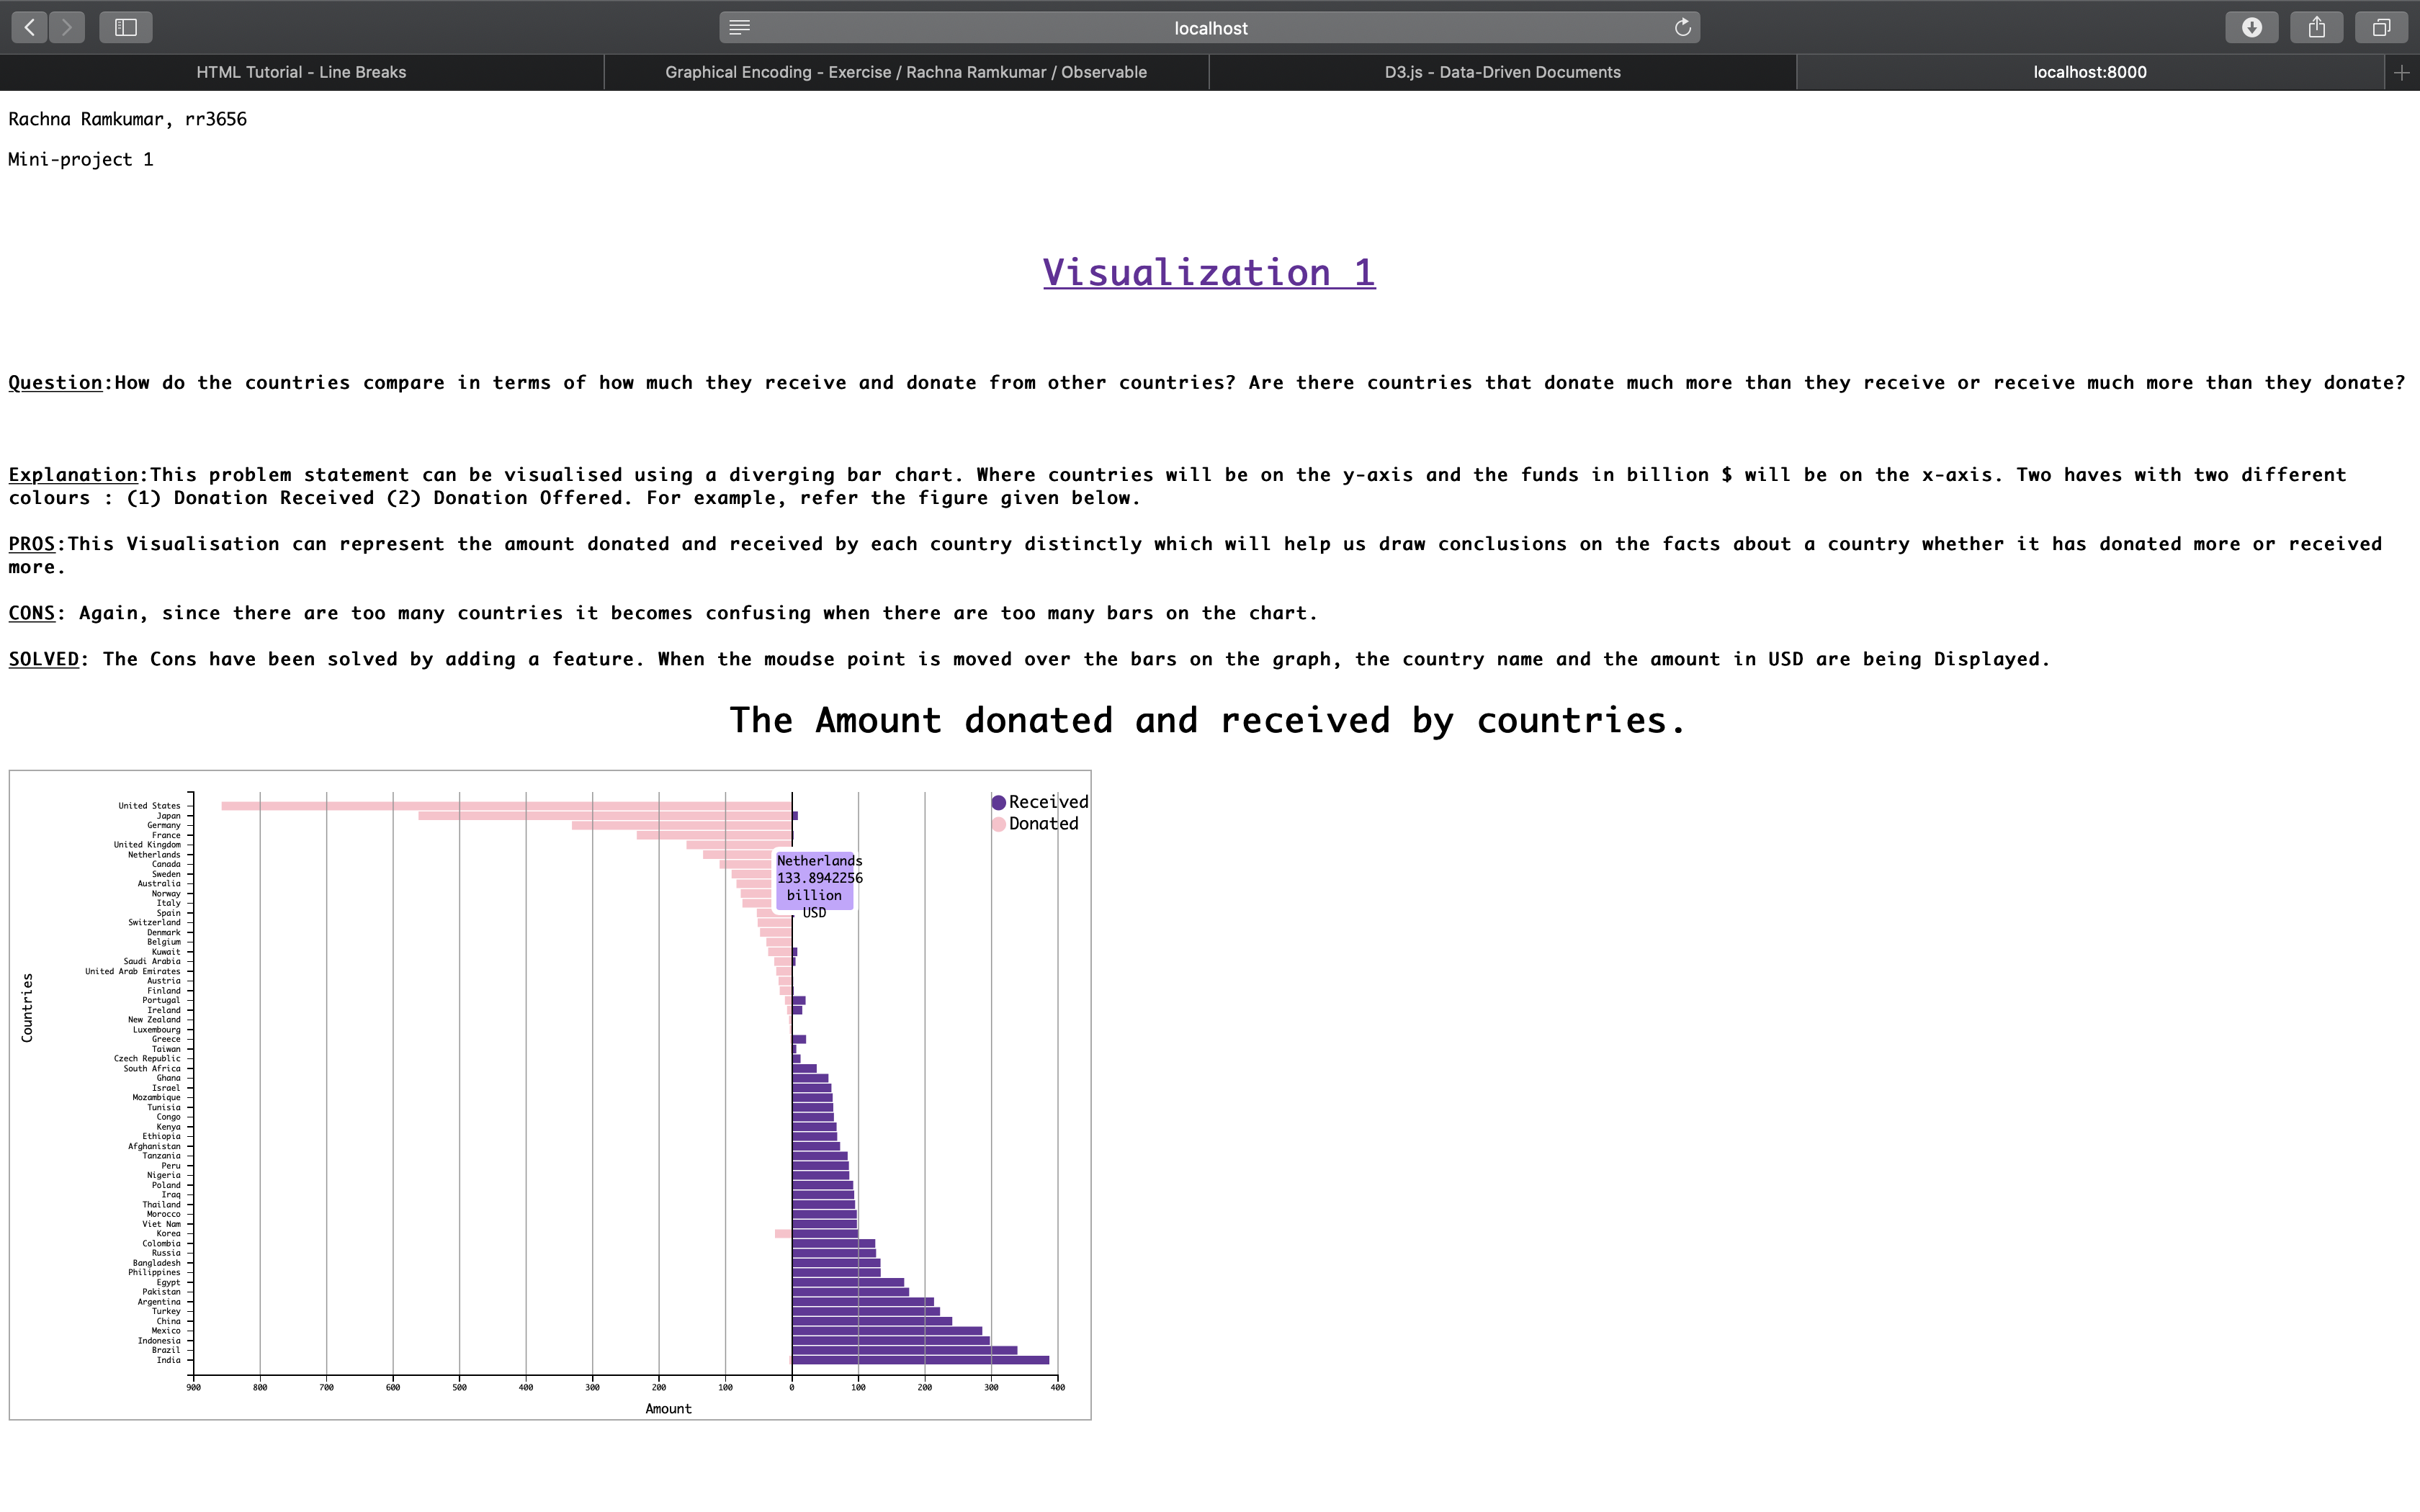 localhost
HTML Tutorial - Line Breaks
Graphical Encoding - Exercise / Rachna Ramkumar / Observable
D3.js - Data-Driven Documents
localhost:8000
Rachna Ramkumar, rr3656
Mini-project 1
Visualization 1
Question:How do the countries compare in terms of how much they receive and donate from other countries? Are there countries that donate much more than they receive or receive much more than they donate?
Explanation:This problem statement can be visualised using a diverging bar chart. Where countries will be on the y-axis and the funds in billion $ will be on the x-axis. Two haves with two different
colours : (1) Donation Received (2) Donation Offered. For example, refer the figure given below.
PROS:This Visualisation can represent the amount donated and received by each country distinctly which will help us draw conclusions on the facts about a country whether it has donated more or received
more.
CONS: Again, since there are too many countries it becomes confusing when there are too many bars on the chart.
SOLVED: The Cons have been solved by adding a feature. When the moudse point is moved over the bars on the graph, the country name and the amount in USD are being Displayed.
The Amount donated and received by countries.
Received
Donated
Netherlands
133.8942256
billion
USD
Countries
United States
Japan
Germany
France
United Kingdom
Netherlands
Canada
Sweden
Australia
Norway
Italy
Spain
Switzerland
Denmark
Belgium
Kuwait
Saudi Arabia
United Arab Emirates
Austria
Finland
Portugal
Ireland
New Zealand
Luxembourg
Greece
Taiwan
Czech Republic
South Africa
Ghana
Israel
Mozambique
Tunisia
Congo
Kenya
Ethiopia
Afghanistan
Tanzania
Peru
Nigeria
Poland
Iraq
Thailand
Morocco
Viet Nam
Korea
Colombia
Russia
Bangladesh
Philippines
Egypt
Pakistan
Argentina
Turkey
China
Mexico
Indonesia
Brazil
India
900 800 700 600 500 400 300 200 100 0 100 200 300 400
Amount